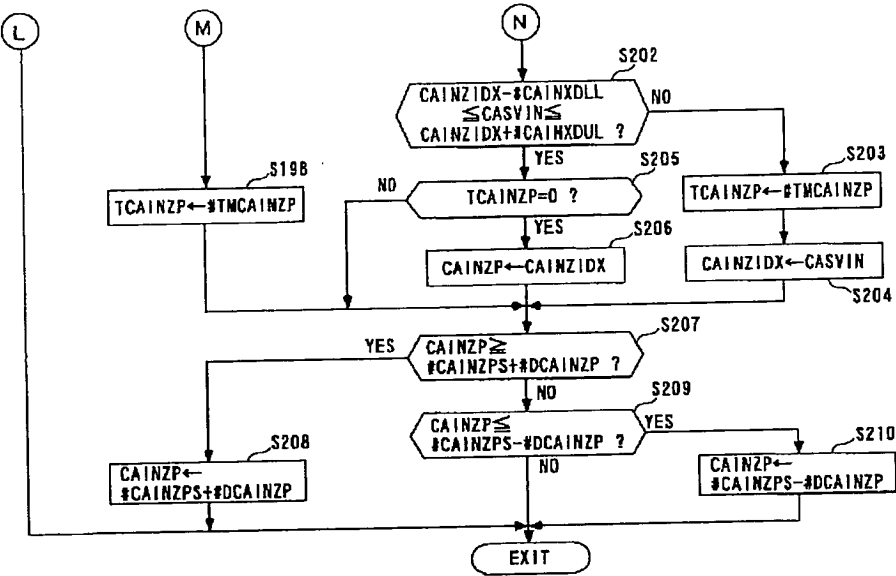 L
M
N
S202
CAINZIDX-#CAINXDLL
≦CASVIN≦
CAINZIDX+#CAINXDUL ?
NO
YES
S198
TCAINZP←#TMCAINZP
NO
S205
TCAINZP=0 ?
YES
S203
TCAINZP←#TMCAINZP
S206
CAINZP←CAINZIDX
CAINZIDX←CASVIN
S204
S207
YES
CAINZP≧
#CAINZPS+#DCAINZP ?
NO
S209
CAINZP≦
#CAINZPS-#DCAINZP ?
YES
NO
S208
CAINZP←
#CAINZPS+#DCAINZP
S210
CAINZP←
#CAINZPS-#DCAINZP
EXIT